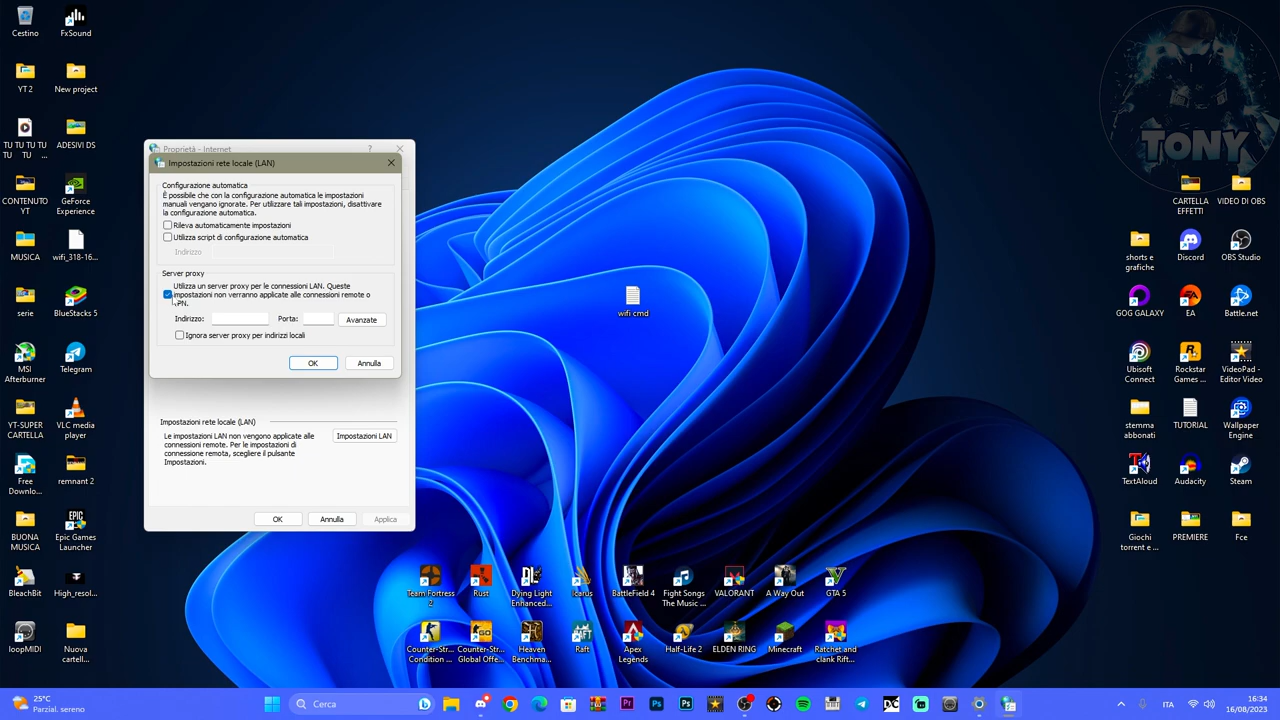 Cestino
FxSound
YT 2
New project
TU TU TU TU
TU TU ...
ADESIVI DS
CONTENUTO
YT
GeForce
Experience
MUSICA
wifi_318-16...
serie
BlueStacks 5
MSI
Afterburner
Telegram
YT-SUPER
CARTELLA
VLC media
player
Free
Downlo...
remnant 2
BUONA
MUSICA
Epic Games
Launcher
BleachBit
High_resol...
loopMIDI
Nuova
cartell...
Proprietà - Internet
?
Impostazioni rete locale (LAN)
Configurazione automatica
È possibile che con la configurazione automatica le impostazioni
manuali vengano ignorate. Per utilizzare tali impostazioni, disattivare
la configurazione automatica.
Rileva automaticamente impostazioni
Utilizza script di configurazione automatica
Indirizzo
Server proxy
Utilizza un server proxy per le connessioni LAN. Queste
impostazioni non verranno applicate alle connessioni remote o
VPN.
Indirizzo:
Porta:
Avanzate
Ignora server proxy per indirizzi locali
OK
Annulla
Impostazioni rete locale (LAN)
Le impostazioni LAN non vengono applicate alle
connessioni remote. Per le impostazioni di
connessione remota, scegliere il pulsante
Impostazioni.
Impostazioni LAN
OK
Annulla
Applica
wifi cmd
TONY
CARTELLA
EFFETTI
VIDEO DI OBS
shorts e
grafiche
Discord
OBS Studio
GOG GALAXY
EA
Battle.net
Ubisoft
Connect
Rockstar
Games ...
VideoPad -
Editor Video
stemma
abbonati
TUTORIAL
Wallpaper
Engine
TextAloud
Audacity
Steam
Giochi
torrent e ...
PREMIERE
Fce
Team Fortress
2
Rust
Dying Light
Enhanced...
Icarus
BattleField 4
Fight Songs
The Music ...
VALORANT
A Way Out
GTA 5
Counter-Str...
Condition ...
Counter-Str...
Global Offe...
Heaven
Benchma...
Raft
Apex
Legends
Half-Life 2
ELDEN RING
Minecraft
Ratchet and
clank Rift...
25°C
Parzial. sereno
Cerca
ITA
16:34
16/08/2023